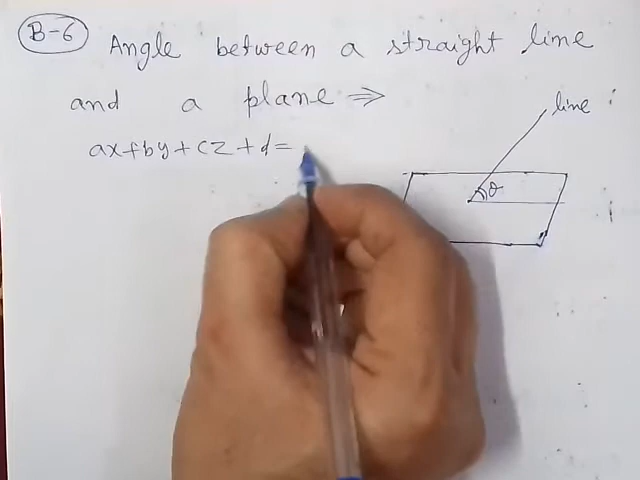 B-6 Angle between a straight line
and a plane ⇒
line
ax+by+cz+d=
θ